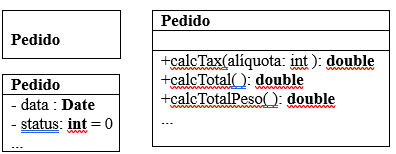 Pedido
Pedido
- data : Date
- status: int = 0
...
Pedido
+calcTax(alíquota: int ): double
+calcTotal( ): double
+calcTotalPeso( ): double
...